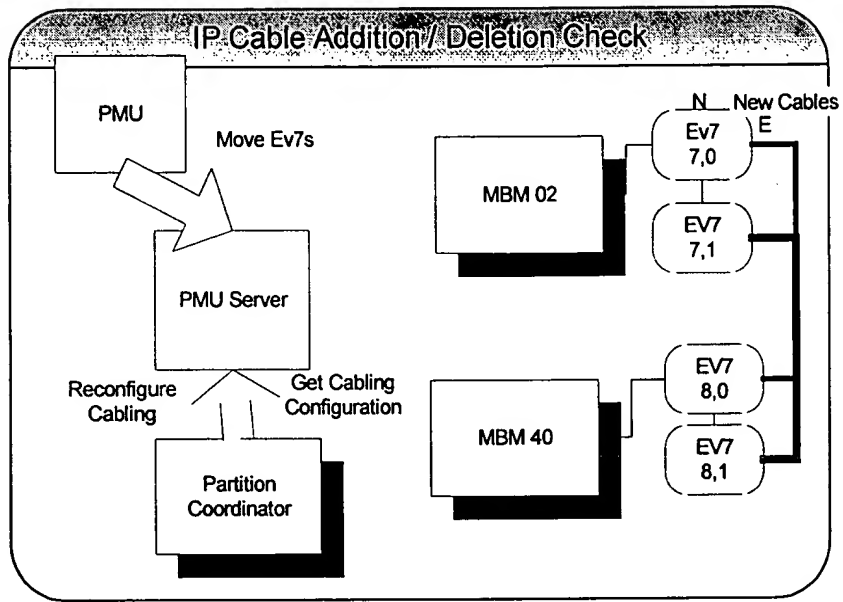 IP Cable Addition / Deletion Check
PMU
Move Ev7s
PMU Server
Reconfigure
Cabling
Get Cabling
Configuration
Partition
Coordinator
N
New Cables
E
Ev7
7,0
MBM 02
EV7
7,1
EV7
8,0
MBM 40
EV7
8,1